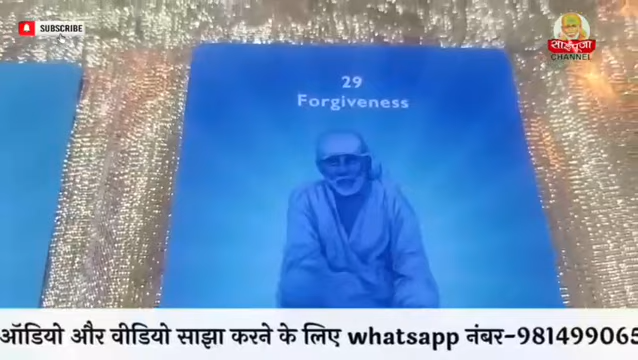 SUBSCRIBE
साईंपूजा
CHANNEL
29
Forgiveness
ऑडियो और वीडियो साझा करने के लिए whatsapp नंबर-981499065